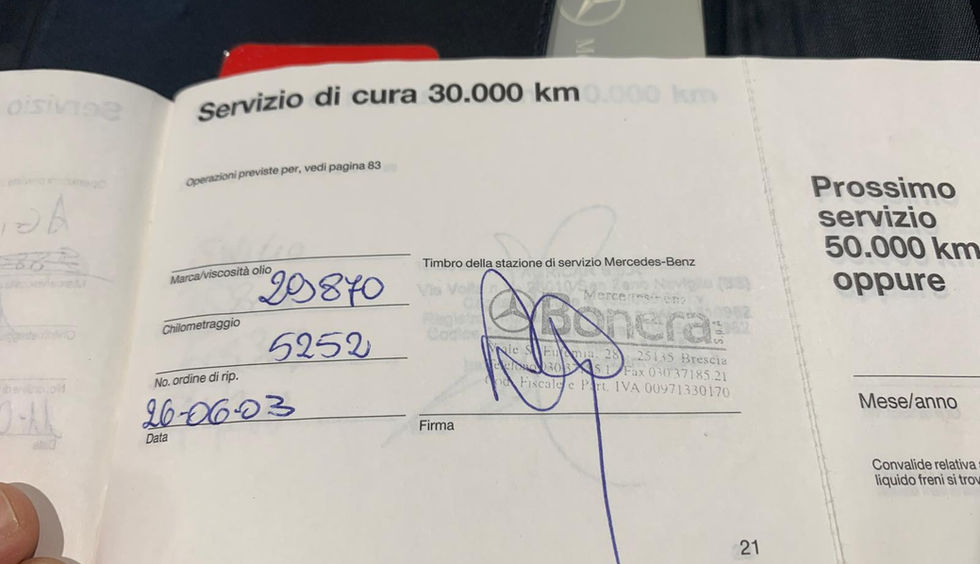 Servizio di cura 30.000 km
Operazioni previste per, vedi pagina 83
Marca/viscosità olio
29870
Chilometraggio
5252
No. ordine di rip.
26-06-03
Data
Timbro della stazione di servizio Mercedes-Benz
Bonera
25135 Brescia
Fax 030 37185.21
Cod. Fiscale e Part. IVA 00971330170
Firma
21
Prossimo
servizio
50.000 km
oppure
Mese/anno
Convalide relativa
liquido freni si trov